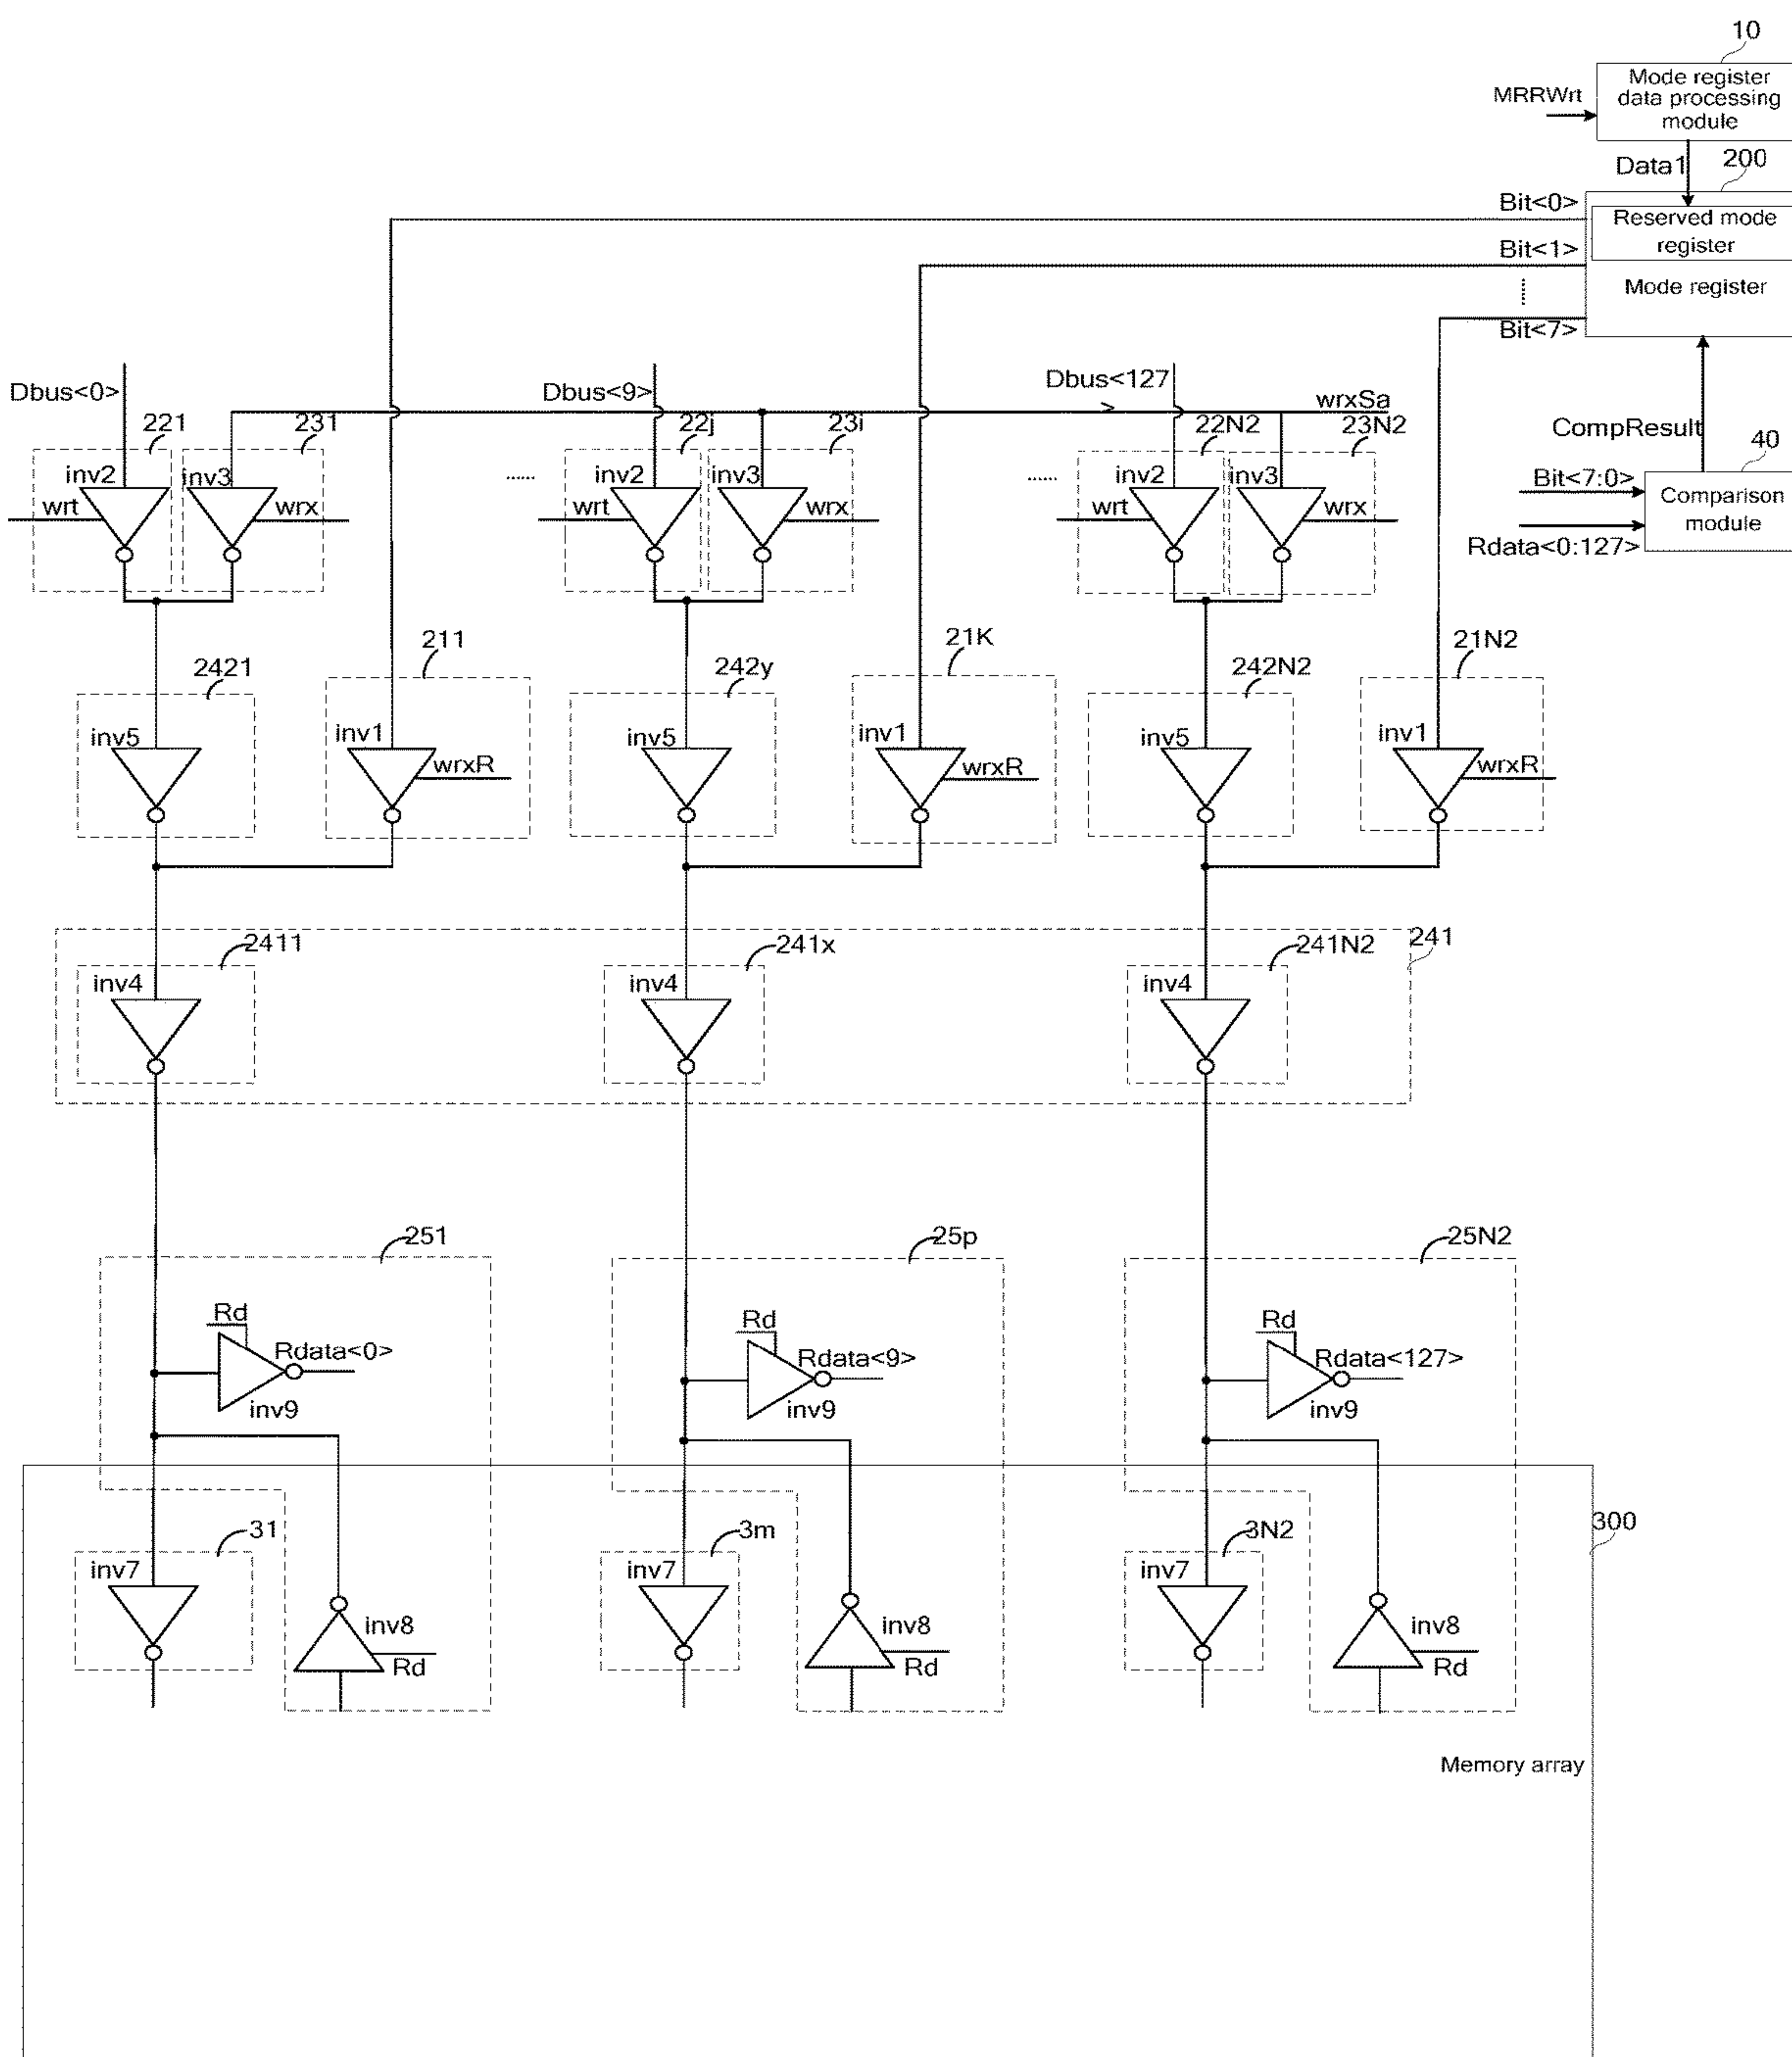 10
Mode register
data processing
module
MRRWrt
Data1
200
Bit<0>
Reserved mode
register
Bit<1>
Mode register
Bit<7>
Dbus<0>
Dbus<9>
Dbus<127
>
wrxSa
221
231
22j
23i
22N2
23N2
CompResult
40
inv2
inv3
......
inv2
inv3
......
inv2
inv3
Bit<7:0>
Comparison
module
wrt
wrx
wrt
wrx
wrt
wrx
Rdata<0:127>
2421
211
242y
21K
242N2
21N2
inv5
inv1
inv5
inv1
inv5
inv1
wrxR
wrxR
wrxR
2411
241x
241N2
241
inv4
inv4
inv4
251
25p
25N2
Rd
Rd
Rd
Rdata<0>
Rdata<9>
Rdata<127>
inv9
inv9
inv9
31
3m
3N2
300
inv7
inv7
inv7
inv8
inv8
inv8
Rd
Rd
Rd
Memory array